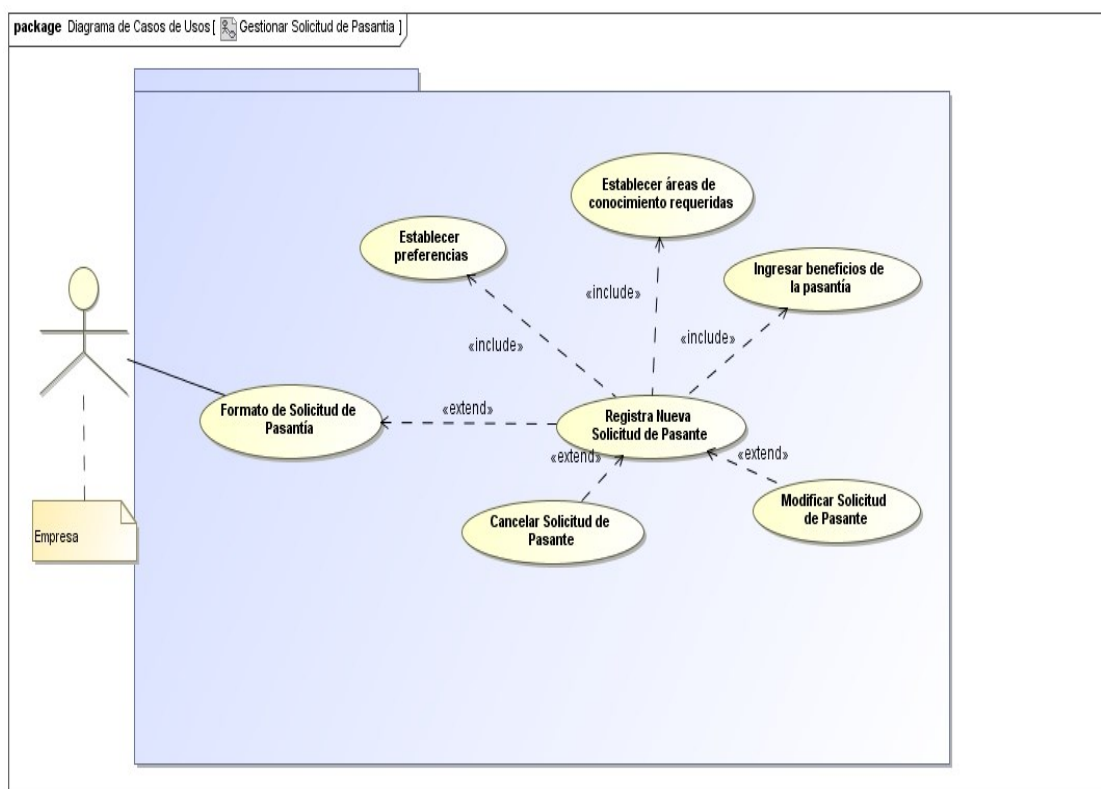 package Diagrama de Casos de Usos [ Gestionar Solicitud de Pasantia ]
Establecer áreas de
conocimiento requeridas
Establecer
preferencias
Ingresar beneficios de
la pasantía
«include»
«include»
«include»
Formato de Solicitud de
Pasantía
«extend»
Registra Nueva
Solicitud de Pasante
«extend»
«extend»
Cancelar Solicitud de
Pasante
Modificar Solicitud
de Pasante
Empresa